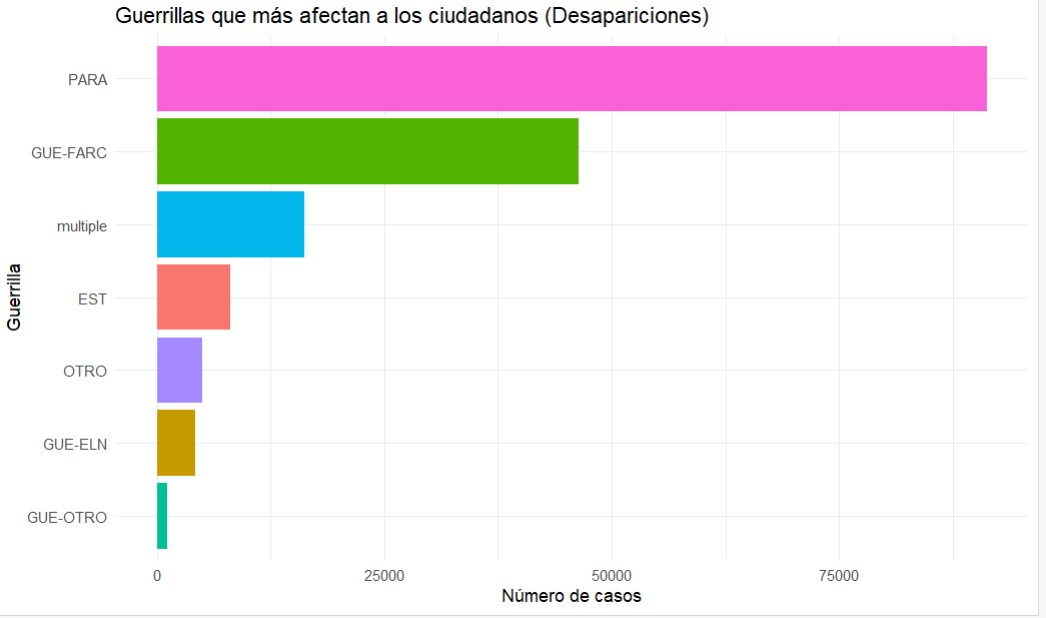 Guerrillas que más afectan a los ciudadanos (Desapariciones)
PARA
GUE-FARC
multiple
EST
OTRO
GUE-ELN
GUE-OTRO
Guerrilla
0 25000 50000 75000
Número de casos